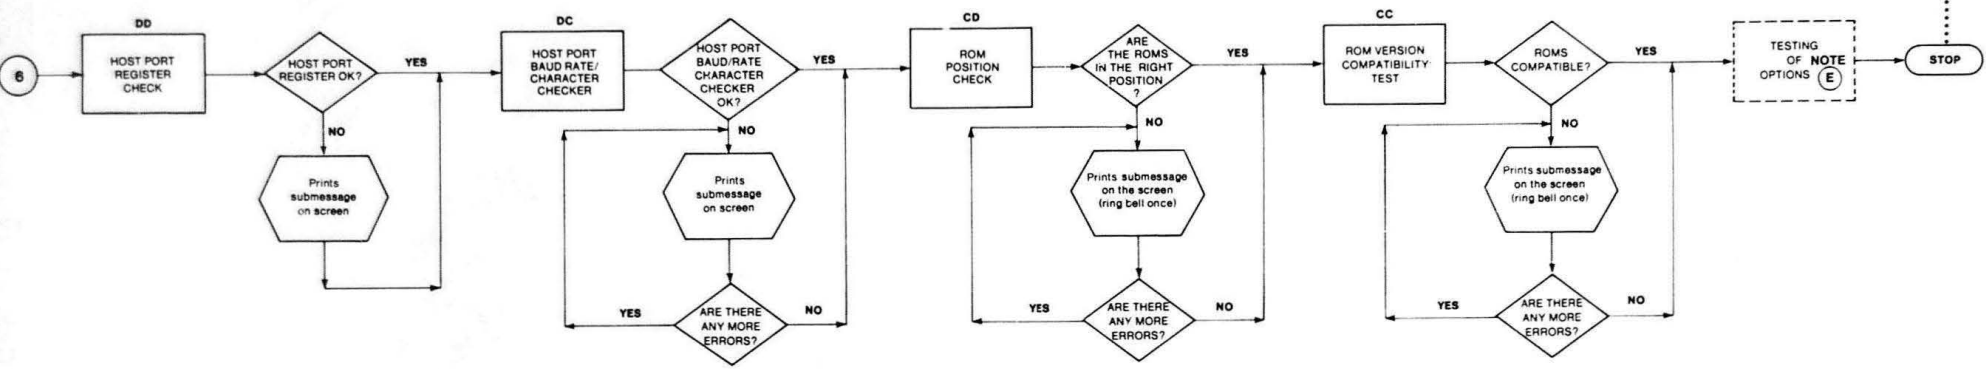 6
DD
HOST PORT
REGISTER
CHECK
HOST PORT
REGISTER OK?
YES
NO
Prints
submessage
on screen
DC
HOST PORT
BAUD RATE/
CHARACTER
CHECKER
HOST PORT
BAUD/RATE
CHARACTER
CHECKER
OK?
YES
NO
Prints
submessage
on screen
ARE THERE
ANY MORE
ERRORS?
YES
NO
CD
ROM
POSITION
CHECK
ARE
THE ROMS
IN THE RIGHT
POSITION
?
YES
NO
Prints submessage
on the screen
(ring bell once)
ARE THERE
ANY MORE
ERRORS?
YES
NO
CC
ROM VERSION
COMPATIBILITY
TEST
ROMS
COMPATIBLE?
YES
NO
Prints submessage
on the screen
(ring bell once)
ARE THERE
ANY MORE
ERRORS?
YES
NO
TESTING
OF NOTE
OPTIONS E
STOP